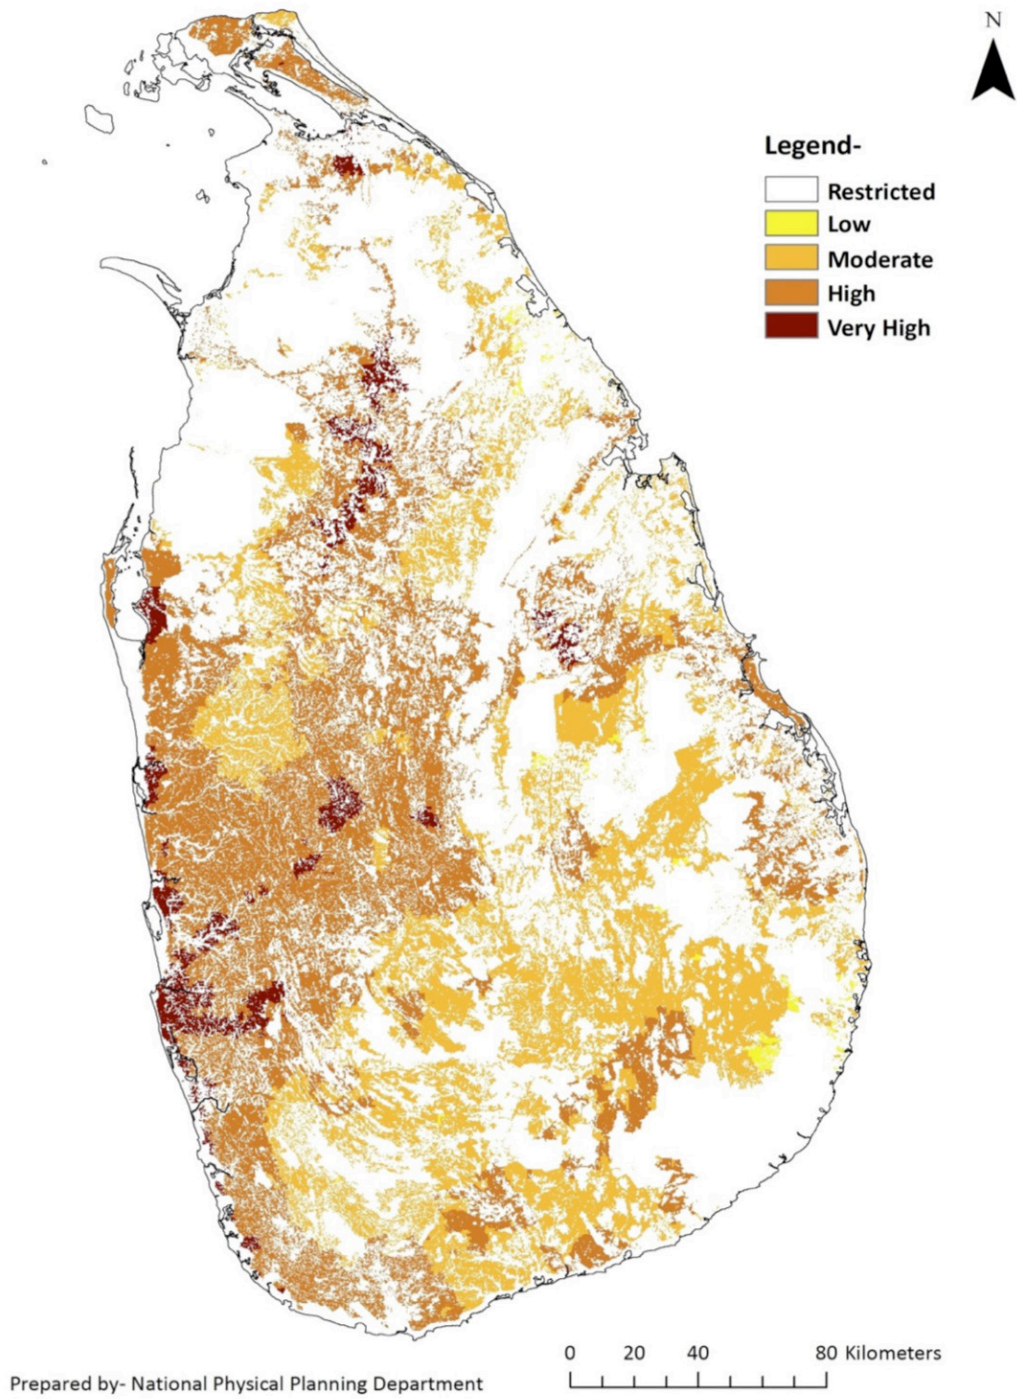 N
Legend-
Restricted
Low
Moderate
High
Very High
0 20 40 80 Kilometers
Prepared by- National Physical Planning Department